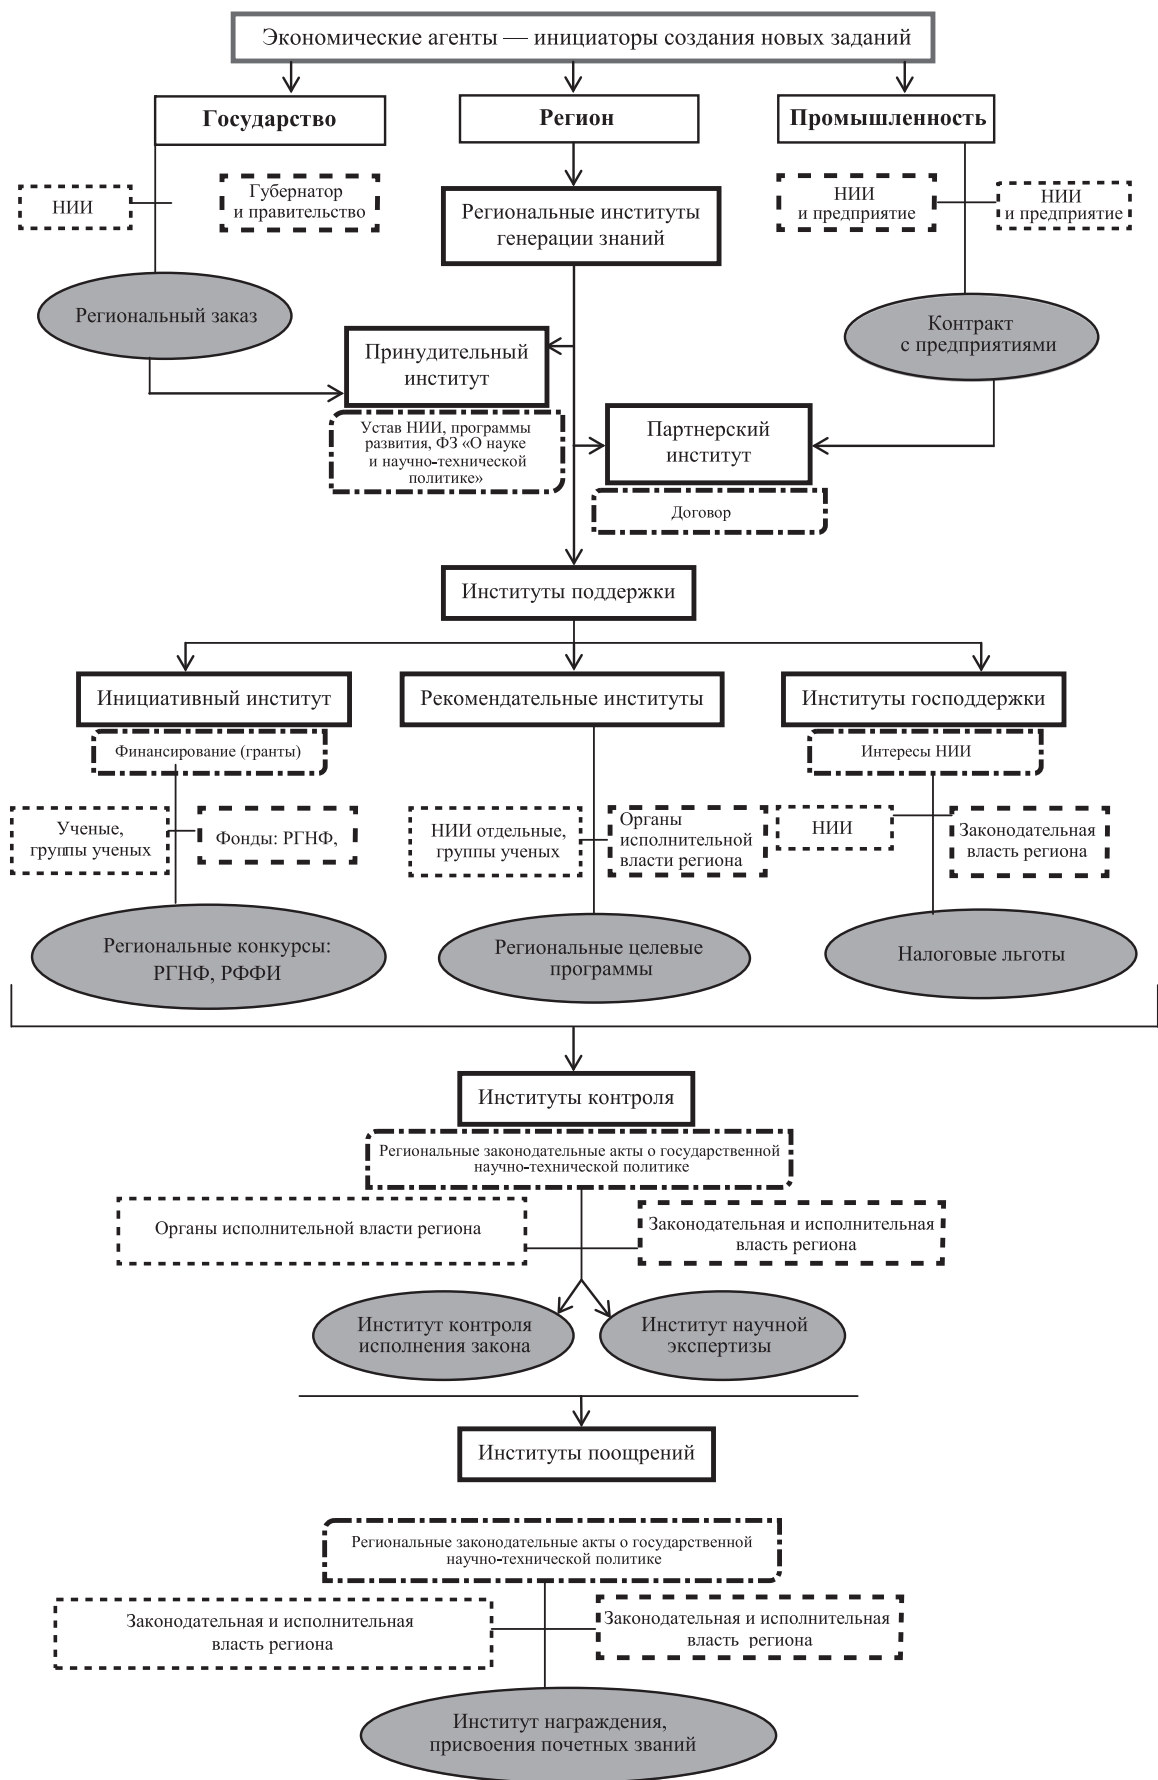 Экономические агенты — инициаторы создания новых заданий
Государство
Регион
Промышленность
НИИ
Губернатор
и правительство
Региональные институты
генерации знаний
НИИ
и предприятие
НИИ
и предприятие
Региональный заказ
Контракт
с предприятиями
Принудительный
институт
Устав НИИ, программы
развития, ФЗ «О науке
и научно-технической
политике»
Партнерский
институт
Договор
Институты поддержки
Инициативный институт
Рекомендательные институты
Институты господдержки
Финансирование (гранты)
Интересы НИИ
Ученые,
группы ученых
Фонды: РГНФ,
НИИ отдельные,
группы ученых
Органы
исполнительной
власти региона
НИИ
Законодательная
власть региона
Региональные конкурсы:
РГНФ, РФФИ
Региональные целевые
программы
Налоговые льготы
Институты контроля
Региональные законодательные акты о государственной
научно-технической политике
Органы исполнительной власти региона
Законодательная и исполнительная
власть региона
Институт контроля
исполнения закона
Институт научной
экспертизы
Институты поощрений
Региональные законодательные акты о государственной
научно-технической политике
Законодательная и исполнительная
власть региона
Законодательная и исполнительная
власть региона
Институт награждения,
присвоения почетных званий